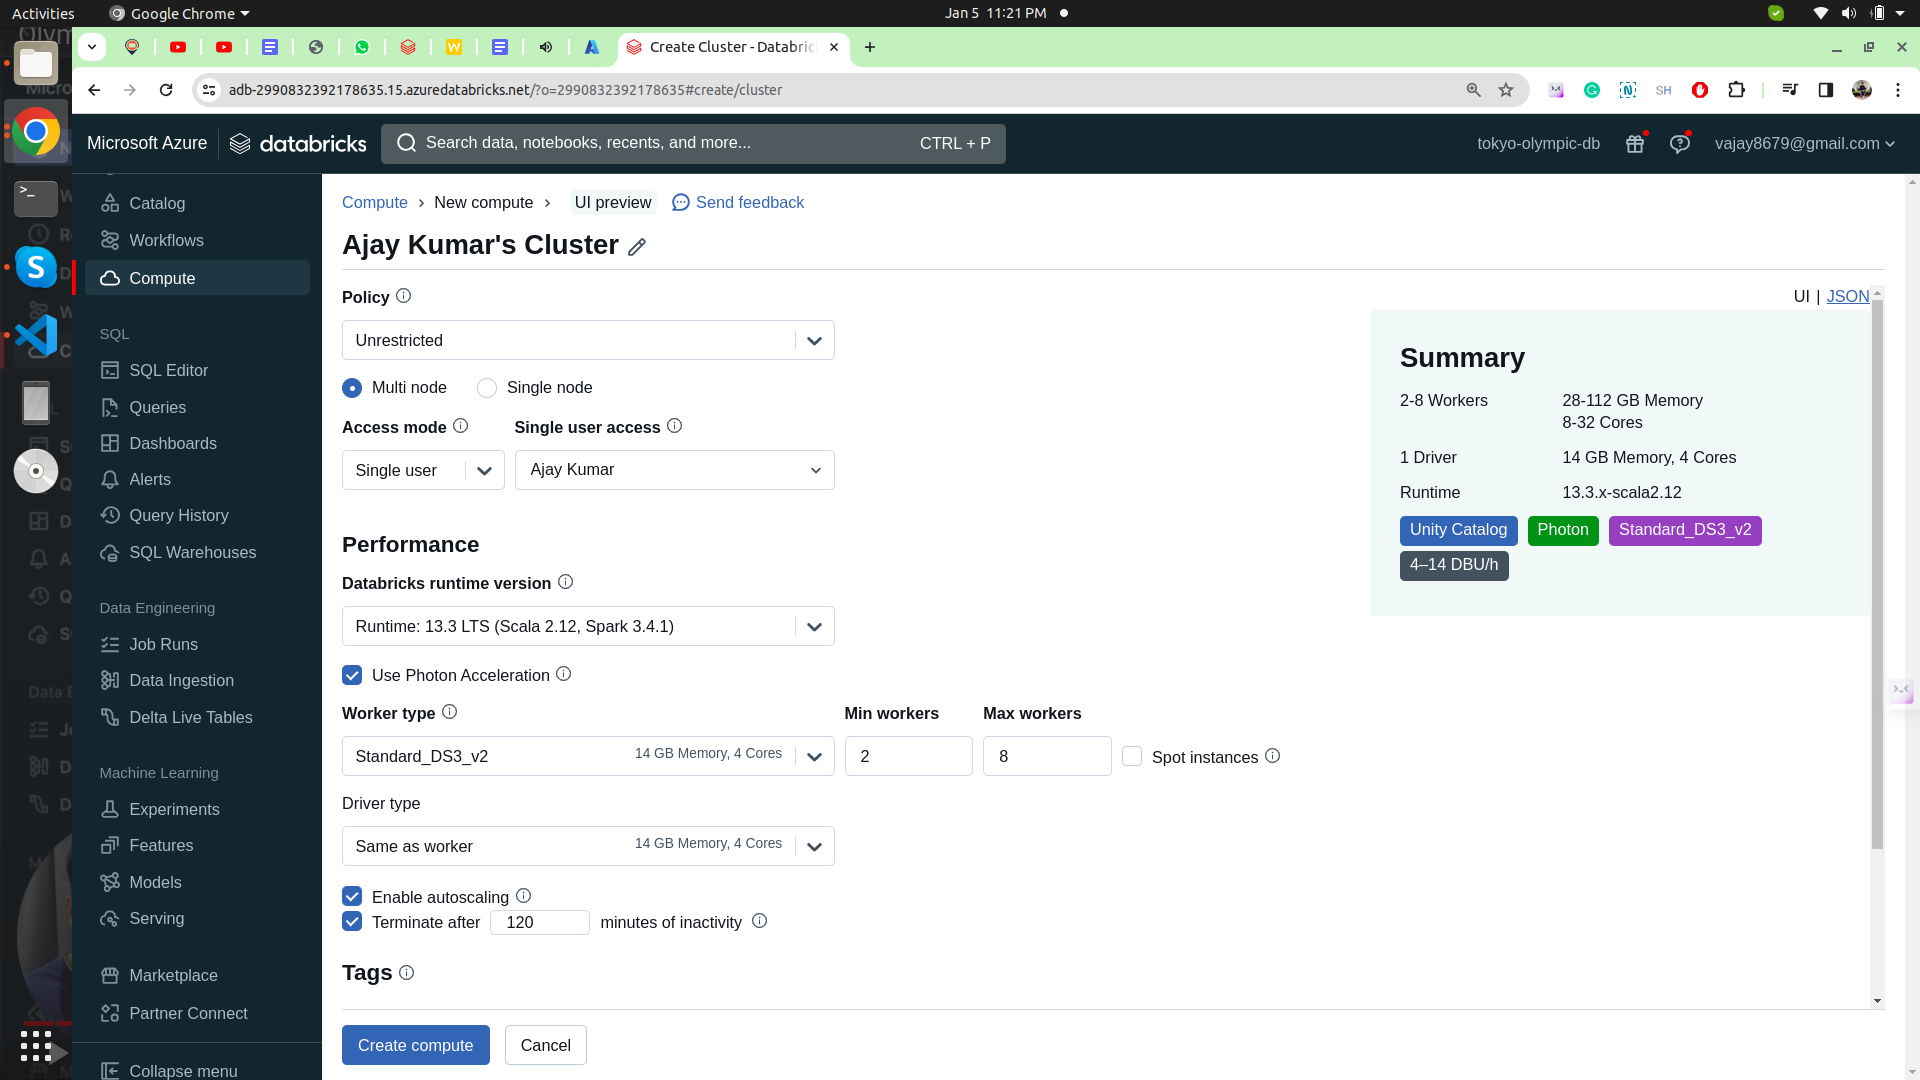 Activities
Google Chrome
Jan 5 11:21 PM
Create Cluster - Databric
adb-2990832392178635.15.azuredatabricks.net/?o=2990832392178635#create/cluster
SH
Microsoft Azure
databricks
Search data, notebooks, recents, and more...
CTRL + P
tokyo-olympic-db
vajay8679@gmail.com
Catalog
Workflows
Compute
SQL
SQL Editor
Queries
Dashboards
Alerts
Query History
SQL Warehouses
Data Engineering
Job Runs
Data Ingestion
Delta Live Tables
Machine Learning
Experiments
Features
Models
Serving
Marketplace
Partner Connect
Collapse menu
Compute > New compute > UI preview Send feedback
Ajay Kumar's Cluster
UI | JSON
Policy
Unrestricted
Multi node Single node
Access mode Single user access
Single user Ajay Kumar
Performance
Databricks runtime version
Runtime: 13.3 LTS (Scala 2.12, Spark 3.4.1)
Use Photon Acceleration
Worker type Min workers Max workers
Standard_DS3_v2 14 GB Memory, 4 Cores 2 8 Spot instances
Driver type
Same as worker 14 GB Memory, 4 Cores
Enable autoscaling
Terminate after 120 minutes of inactivity
Tags
Create compute Cancel
Summary
2-8 Workers 28-112 GB Memory
8-32 Cores
1 Driver 14 GB Memory, 4 Cores
Runtime 13.3.x-scala2.12
Unity Catalog Photon Standard_DS3_v2
4–14 DBU/h